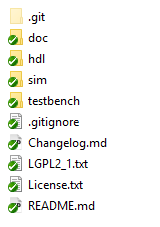 .git
doc
hdl
sim
testbench
.gitignore
Changelog.md
LGPL2_1.txt
License.txt
README.md